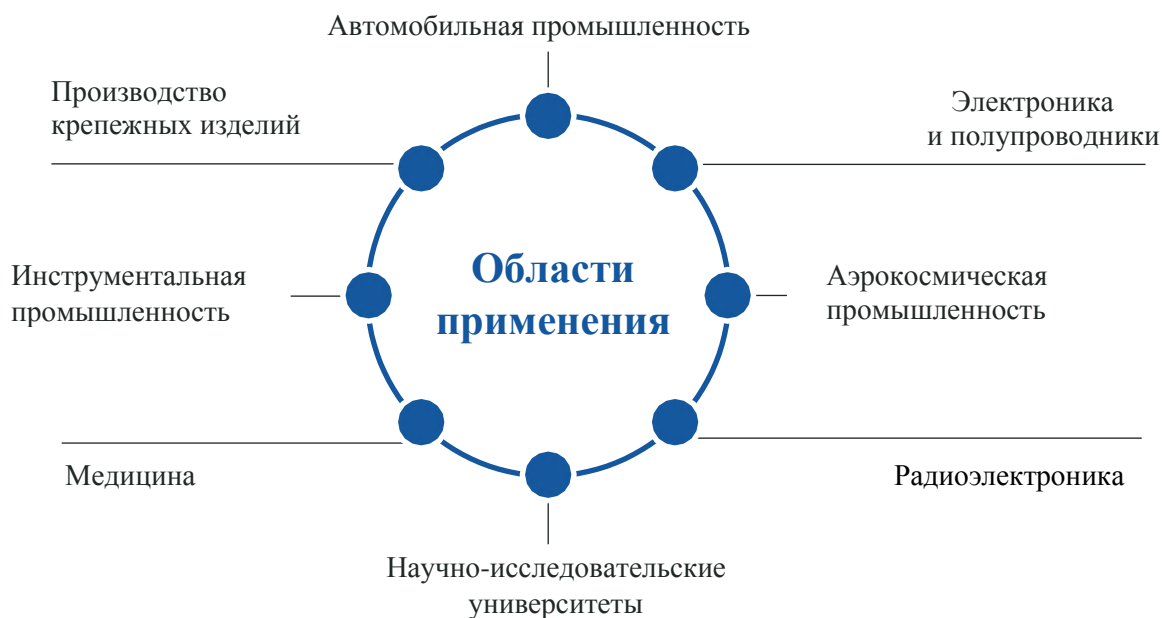 Автомобильная промышленность
Производство
крепежных изделий
Электроника
и полупроводники
Инструментальная
промышленность
Области
применения
Аэрокосмическая
промышленность
Медицина
Радиоэлектроника
Научно-исследовательские
университеты